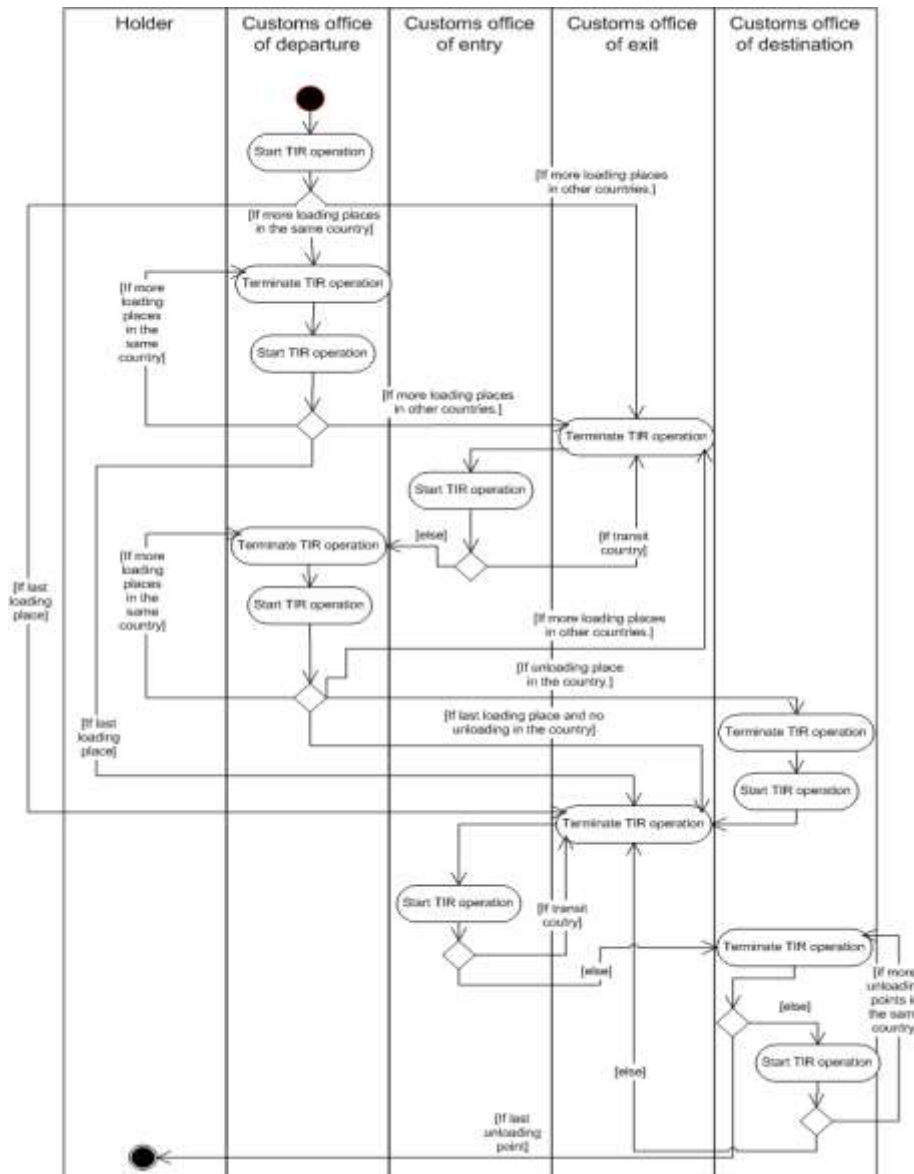 Holder
Customs office
of departure
Customs office
of entry
Customs office
of exit
Customs office
of destination
Start TIR operation
[If more loading places
in other countries.]
[If more loading places
in the same country]
Terminate TIR operation
[If more
loading
places
in the
same
country]
Start TIR operation
[If more loading places
in other countries.]
Terminate TIR operation
Start TIR operation
[else]
[If transit
country]
Terminate TIR operation
[If more
loading
places
in the
same
country]
Start TIR operation
[If last
loading
place]
[If more loading places
in other countries.]
[If unloading place
in the country.]
[If last loading place and no
unloading in the country]
[If last
loading
place]
Terminate TIR operation
Start TIR operation
Terminate TIR operation
Start TIR operation
[If transit
coutry]
Terminate TIR operation
[else]
[if more
unloading
points i
the sam
country
[else]
Start TIR operation
[else]
[If last
unloading
point]